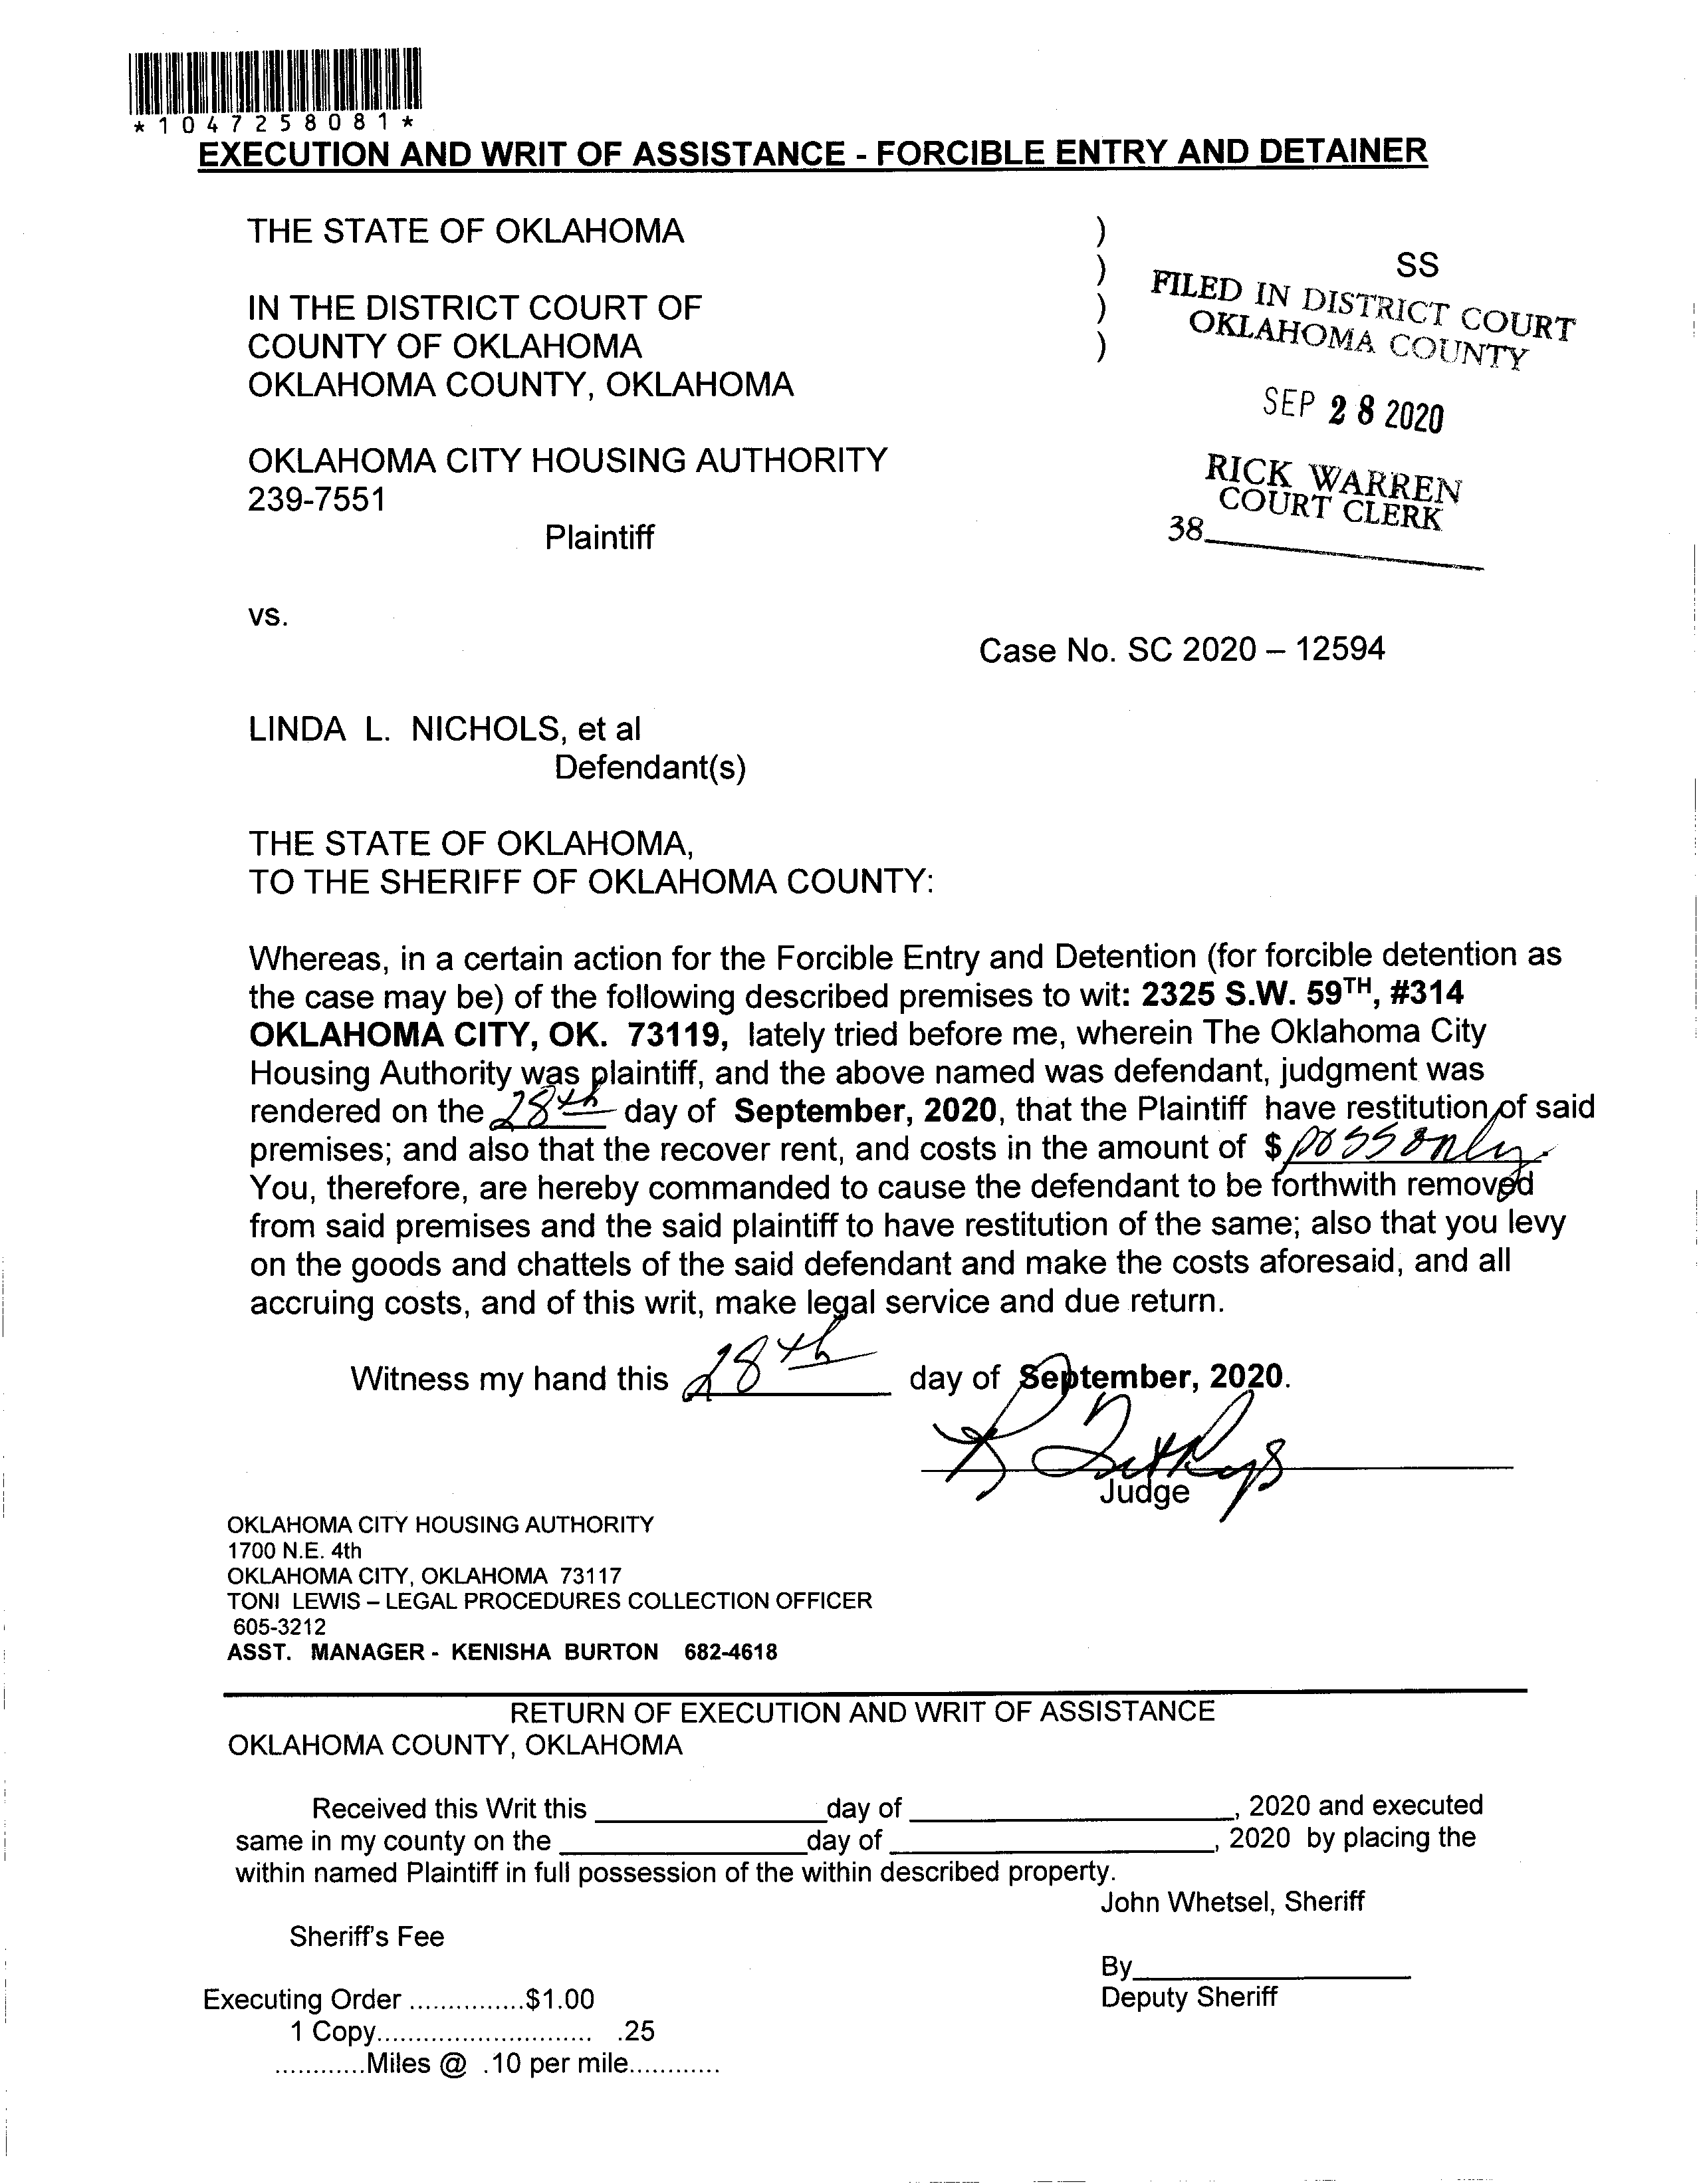 *1047258081*
EXECUTION AND WRIT OF ASSISTANCE - FORCIBLE ENTRY AND DETAINER
THE STATE OF OKLAHOMA )
) SS
IN THE DISTRICT COURT OF )
COUNTY OF OKLAHOMA )
OKLAHOMA COUNTY, OKLAHOMA
FILED IN DISTRICT COURT
OKLAHOMA COUNTY
SEP 28 2020
RICK WARREN
COURT CLERK
38
OKLAHOMA CITY HOUSING AUTHORITY
239-7551
Plaintiff
vs.
Case No. SC 2020 – 12594
LINDA L. NICHOLS, et al
Defendant(s)
THE STATE OF OKLAHOMA,
TO THE SHERIFF OF OKLAHOMA COUNTY:
Whereas, in a certain action for the Forcible Entry and Detention (for forcible detention as
the case may be) of the following described premises to wit: 2325 S.W. 59TH, #314
OKLAHOMA CITY, OK. 73119, lately tried before me, wherein The Oklahoma City
Housing Authority was plaintiff, and the above named was defendant, judgment was
rendered on the 28th day of September, 2020, that the Plaintiff have restitution of said
premises; and also that the recover rent, and costs in the amount of $ poss only.
You, therefore, are hereby commanded to cause the defendant to be forthwith removed
from said premises and the said plaintiff to have restitution of the same; also that you levy
on the goods and chattels of the said defendant and make the costs aforesaid, and all
accruing costs, and of this writ, make legal service and due return.
Witness my hand this 28th day of September, 2020.
Judge
OKLAHOMA CITY HOUSING AUTHORITY
1700 N.E. 4th
OKLAHOMA CITY, OKLAHOMA 73117
TONI LEWIS – LEGAL PROCEDURES COLLECTION OFFICER
605-3212
ASST. MANAGER - KENISHA BURTON 682-4618
RETURN OF EXECUTION AND WRIT OF ASSISTANCE
OKLAHOMA COUNTY, OKLAHOMA
Received this Writ this ____ day of ____, 2020 and executed
same in my county on the ____ day of ____, 2020 by placing the
within named Plaintiff in full possession of the within described property.
John Whetsel, Sheriff
Sheriff's Fee
By____
Deputy Sheriff
Executing Order ...............$1.00
1 Copy............................ .25
............Miles @ .10 per mile............